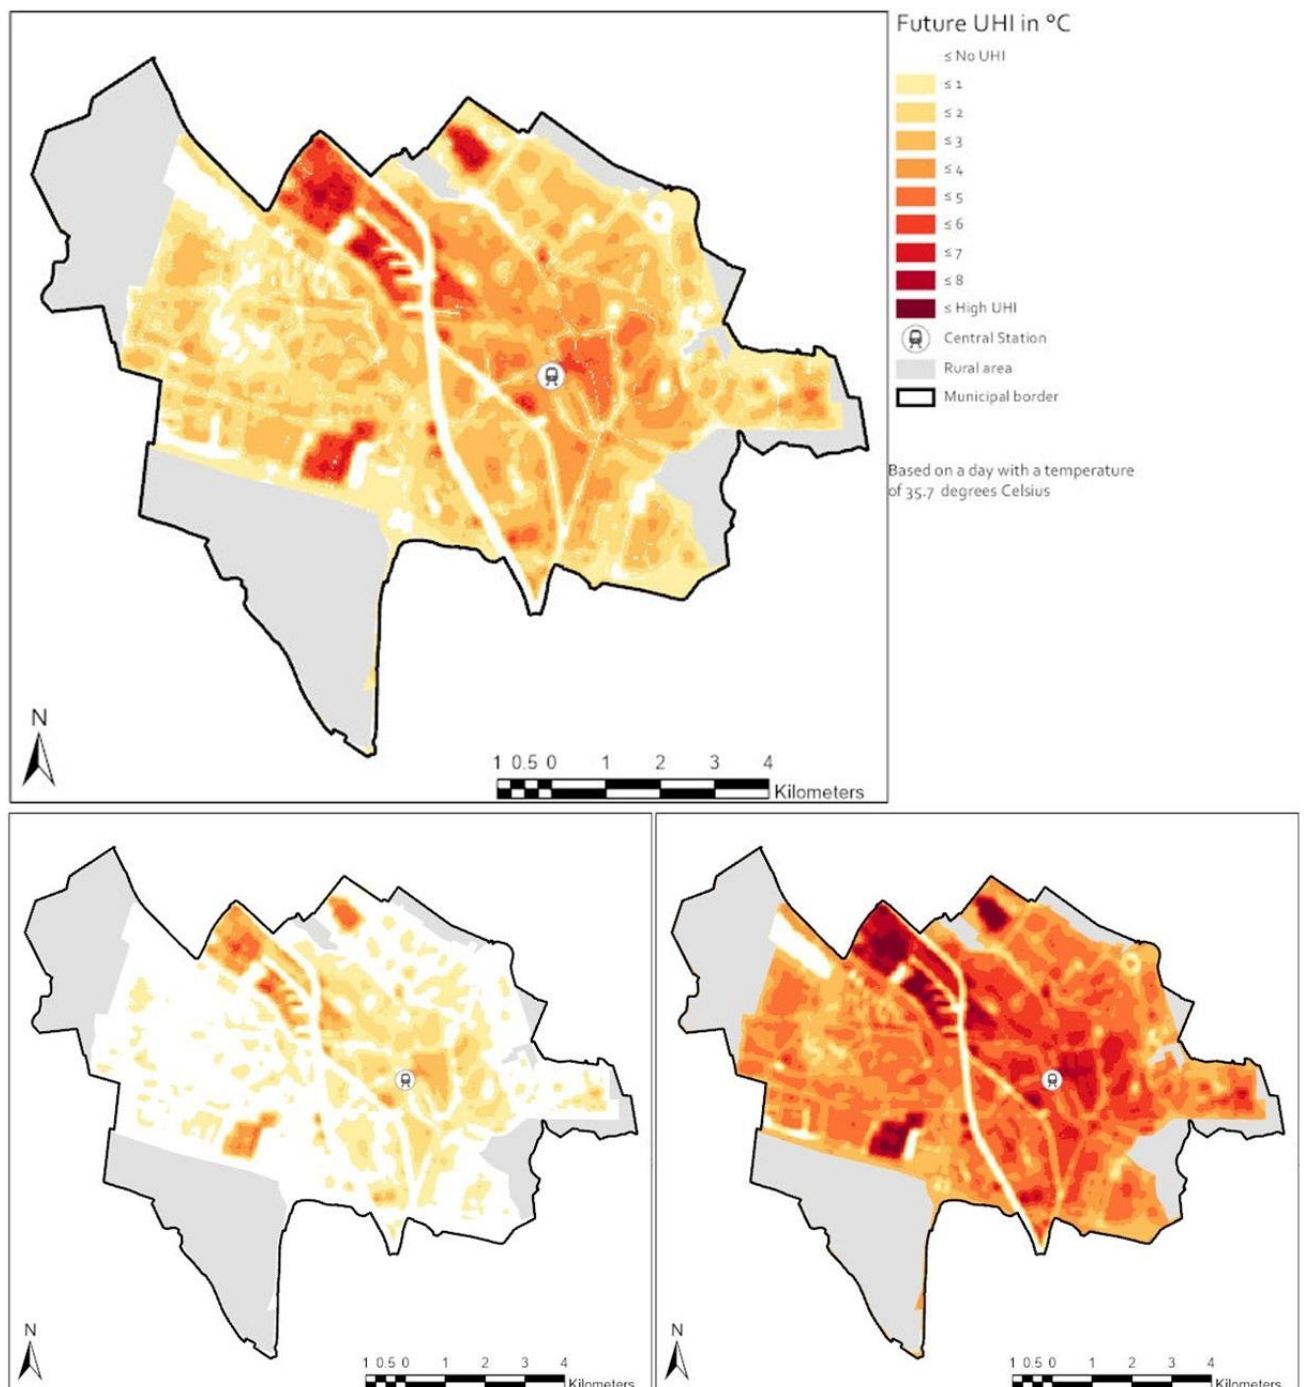 Future UHI in °C
≤ No UHI
≤ 1
≤ 2
≤ 3
≤ 4
≤ 5
≤ 6
≤ 7
≤ 8
≤ High UHI
Central Station
Rural area
Municipal border
Based on a day with a temperature
of 35.7 degrees Celsius
N
1 0.5 0 1 2 3 4
Kilometers
N
1 0.5 0 1 2 3 4
Kilometers
N
1 0.5 0 1 2 3 4
Kilometers